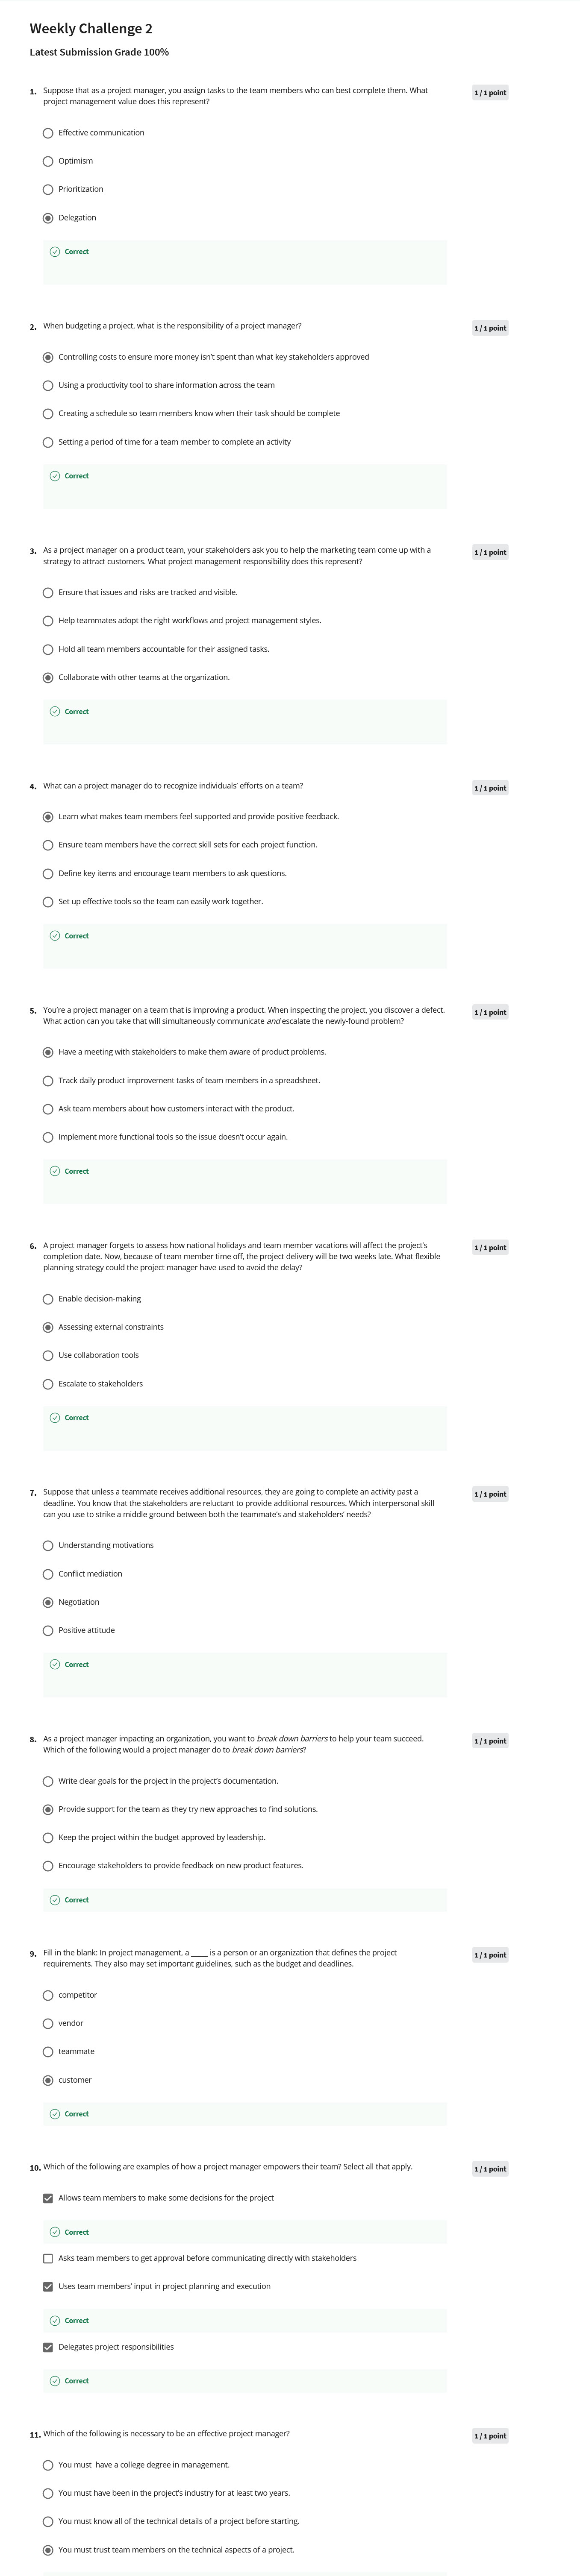 Weekly Challenge 2
Latest Submission Grade 100%
1. Suppose that as a project manager, you assign tasks to the team members who can best complete them. What
project management value does this represent?
1 / 1 point
Effective communication
Optimism
Prioritization
Delegation
Correct
2. When budgeting a project, what is the responsibility of a project manager?
1 / 1 point
Controlling costs to ensure more money isn't spent than what key stakeholders approved
Using a productivity tool to share information across the team
Creating a schedule so team members know when their task should be complete
Setting a period of time for a team member to complete an activity
Correct
3. As a project manager on a product team, your stakeholders ask you to help the marketing team come up with a
strategy to attract customers. What project management responsibility does this represent?
1 / 1 point
Ensure that issues and risks are tracked and visible.
Help teammates adopt the right workflows and project management styles.
Hold all team members accountable for their assigned tasks.
Collaborate with other teams at the organization.
Correct
4. What can a project manager do to recognize individuals' efforts on a team?
1 / 1 point
Learn what makes team members feel supported and provide positive feedback.
Ensure team members have the correct skill sets for each project function.
Define key items and encourage team members to ask questions.
Set up effective tools so the team can easily work together.
Correct
5. You're a project manager on a team that is improving a product. When inspecting the project, you discover a defect.
What action can you take that will simultaneously communicate and escalate the newly-found problem?
1 / 1 point
Have a meeting with stakeholders to make them aware of product problems.
Track daily product improvement tasks of team members in a spreadsheet.
Ask team members about how customers interact with the product.
Implement more functional tools so the issue doesn't occur again.
Correct
6. A project manager forgets to assess how national holidays and team member vacations will affect the project's
completion date. Now, because of team member time off, the project delivery will be two weeks late. What flexible
planning strategy could the project manager have used to avoid the delay?
1 / 1 point
Enable decision-making
Assessing external constraints
Use collaboration tools
Escalate to stakeholders
Correct
7. Suppose that unless a teammate receives additional resources, they are going to complete an activity past a
deadline. You know that the stakeholders are reluctant to provide additional resources. Which interpersonal skill
can you use to strike a middle ground between both the teammate's and stakeholders' needs?
1 / 1 point
Understanding motivations
Conflict mediation
Negotiation
Positive attitude
Correct
8. As a project manager impacting an organization, you want to break down barriers to help your team succeed.
Which of the following would a project manager do to break down barriers?
1 / 1 point
Write clear goals for the project in the project's documentation.
Provide support for the team as they try new approaches to find solutions.
Keep the project within the budget approved by leadership.
Encourage stakeholders to provide feedback on new product features.
Correct
9. Fill in the blank: In project management, a _____ is a person or an organization that defines the project
requirements. They also may set important guidelines, such as the budget and deadlines.
1 / 1 point
competitor
vendor
teammate
customer
Correct
10. Which of the following are examples of how a project manager empowers their team? Select all that apply.
1 / 1 point
Allows team members to make some decisions for the project
Correct
Asks team members to get approval before communicating directly with stakeholders
Uses team members' input in project planning and execution
Correct
Delegates project responsibilities
Correct
11. Which of the following is necessary to be an effective project manager?
1 / 1 point
You must have a college degree in management.
You must have been in the project's industry for at least two years.
You must know all of the technical details of a project before starting.
You must trust team members on the technical aspects of a project.